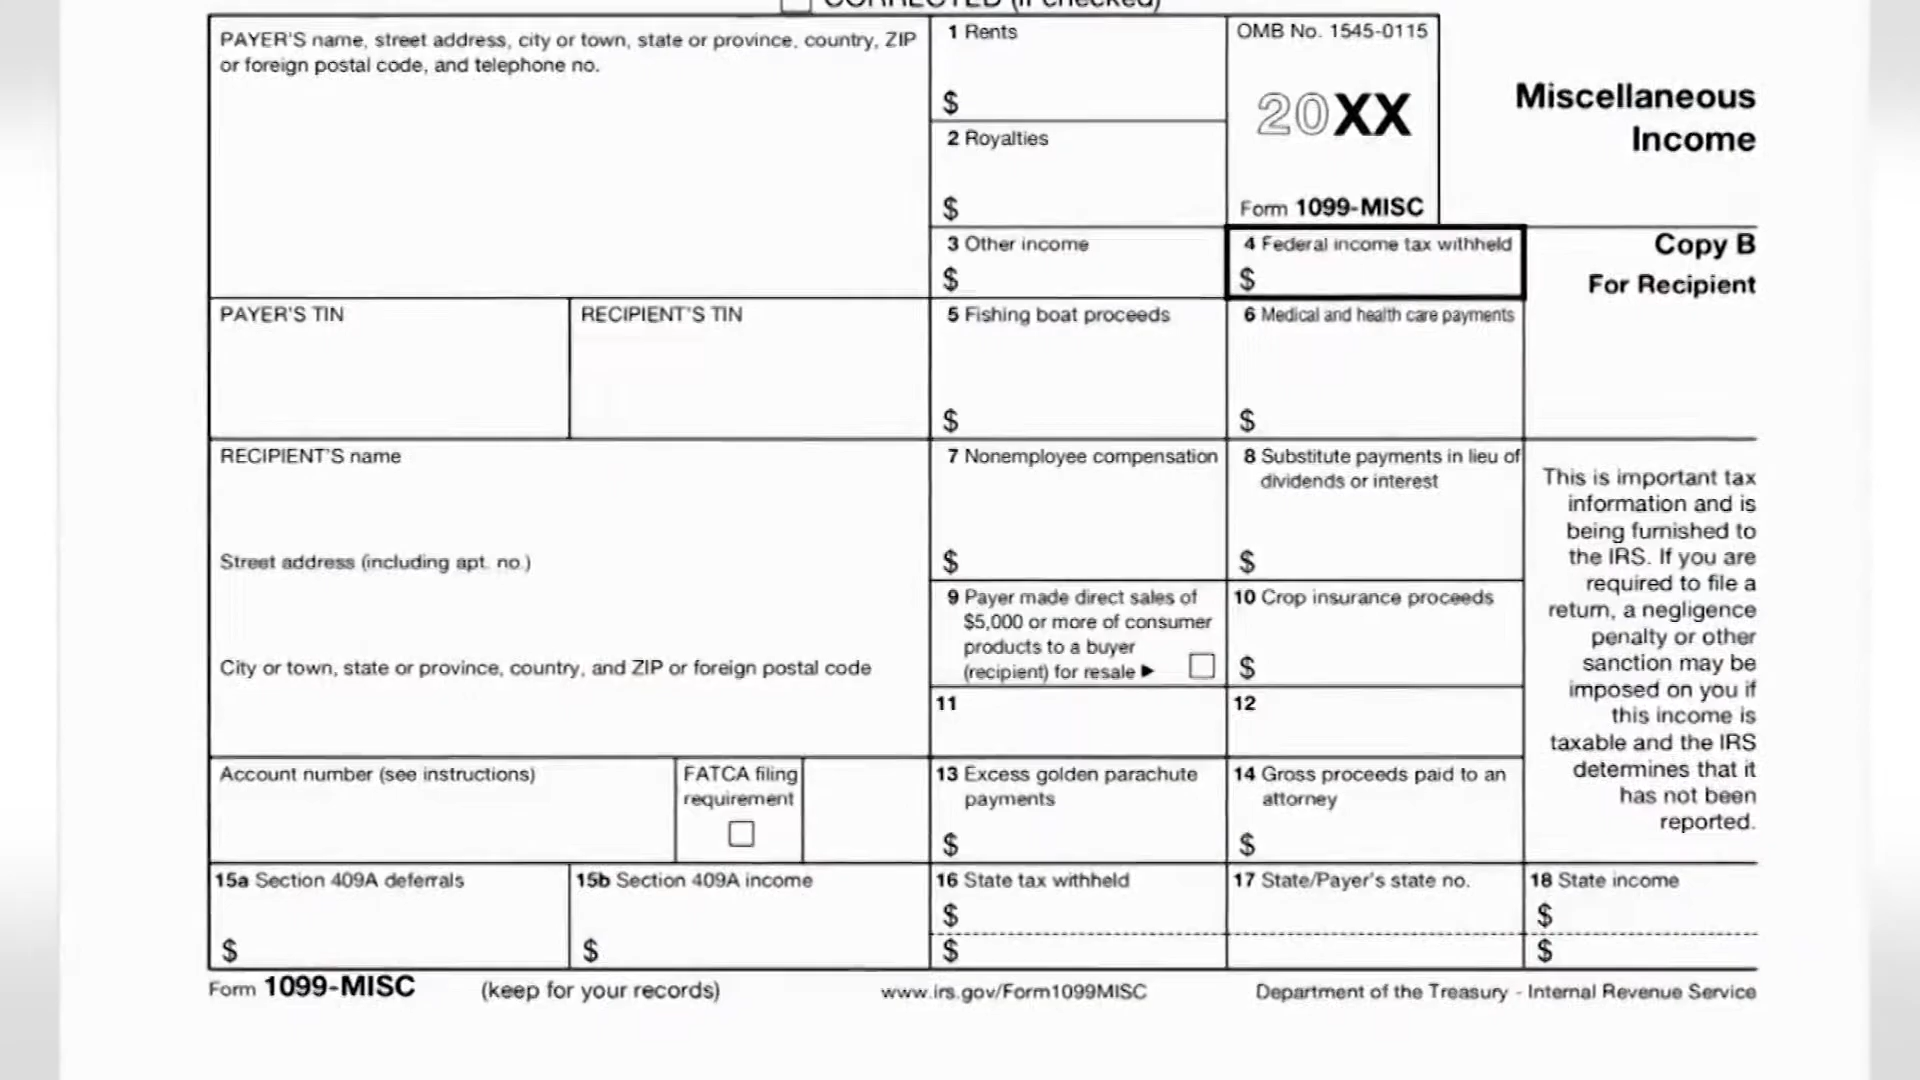 CORRECTED (if checked)
PAYER'S name, street address, city or town, state or province, country, ZIP
or foreign postal code, and telephone no.
1 Rents
$
OMB No. 1545-0115
20XX
Form 1099-MISC
Miscellaneous
Income
2 Royalties
$
3 Other income
$
4 Federal income tax withheld
$
Copy B
For Recipient
PAYER'S TIN
RECIPIENT'S TIN
5 Fishing boat proceeds
$
6 Medical and health care payments
$
RECIPIENT'S name
7 Nonemployee compensation
$
8 Substitute payments in lieu of
dividends or interest
$
This is important tax
information and is
being furnished to
the IRS. If you are
required to file a
return, a negligence
penalty or other
sanction may be
imposed on you if
this income is
taxable and the IRS
determines that it
has not been
reported.
Street address (including apt. no.)
9 Payer made direct sales of
$5,000 or more of consumer
products to a buyer
(recipient) for resale ►
10 Crop insurance proceeds
$
City or town, state or province, country, and ZIP or foreign postal code
11
12
Account number (see instructions)
FATCA filing
requirement
13 Excess golden parachute
payments
$
14 Gross proceeds paid to an
attorney
$
15a Section 409A deferrals
$
15b Section 409A income
$
16 State tax withheld
$
$
17 State/Payer's state no.
18 State income
$
$
Form 1099-MISC
(keep for your records)
www.irs.gov/Form1099MISC
Department of the Treasury - Internal Revenue Service